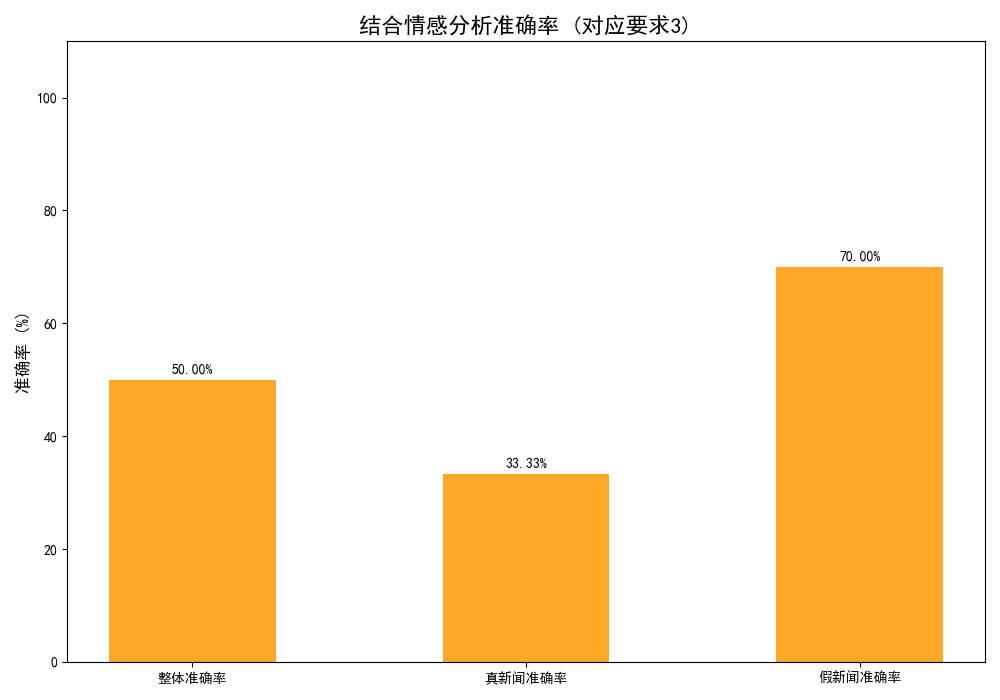 结合情感分析准确率 (对应要求3)
准确率 (%)
100
80
60
40
20
0
50.00%
33.33%
70.00%
整体准确率
真新闻准确率
假新闻准确率